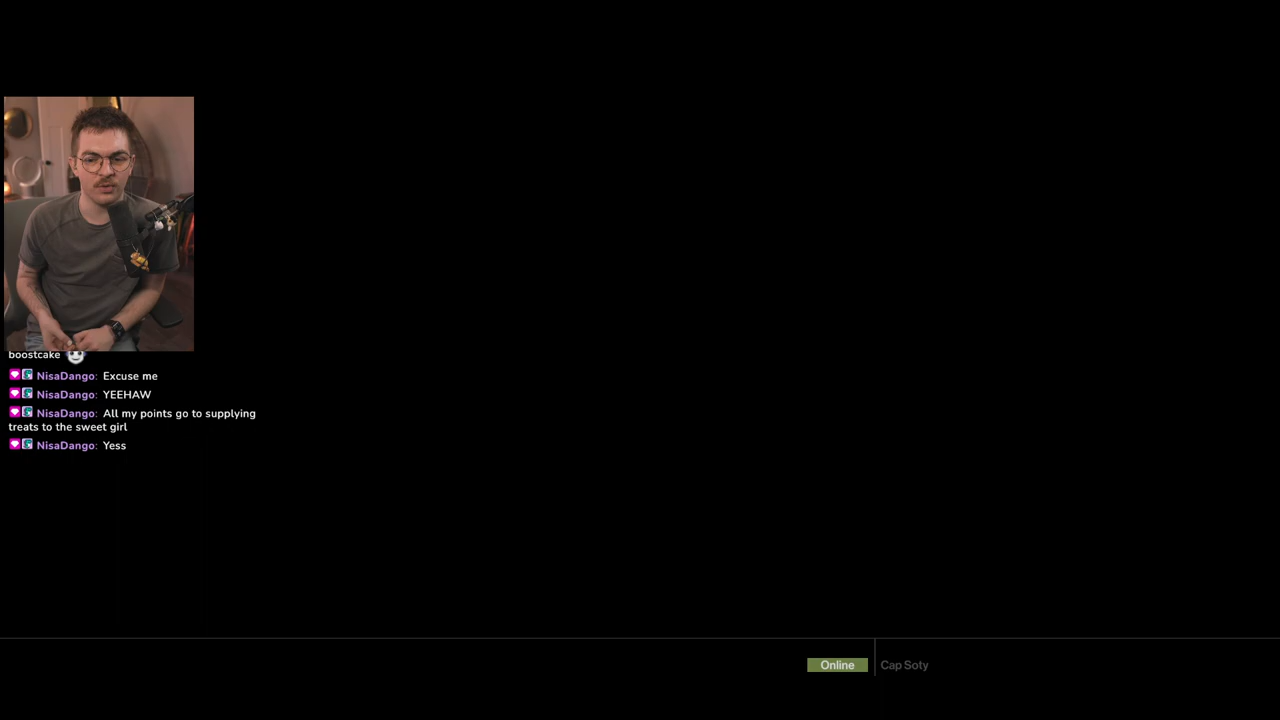 boostcake
NisaDango: Excuse me
NisaDango: YEEHAW
NisaDango: All my points go to supplying
treats to the sweet girl
NisaDango: Yess
Online
Cap Soty